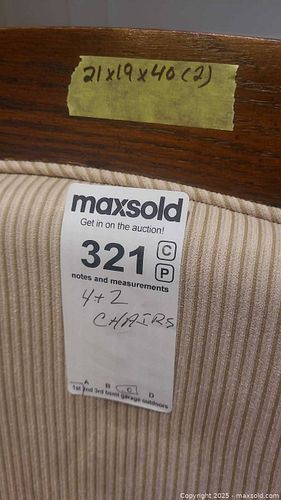 21x19x40(2)
maxsold
Get in on the auction!
321 C
P
notes and measurements
4+2
CHAIRS
A B C D
1st 2nd 3rd bsmt garage outdoors
Copyright 2025 - maxsold.com